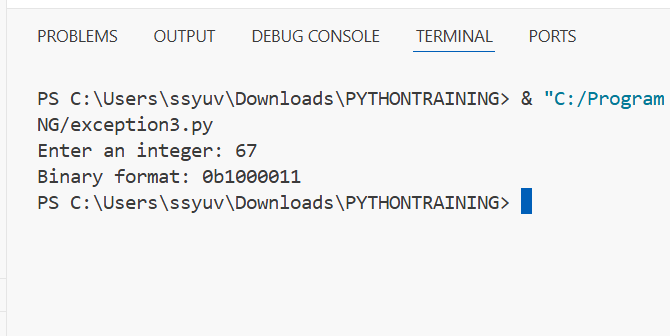 PROBLEMS OUTPUT DEBUG CONSOLE TERMINAL PORTS
PS C:\Users\ssyuv\Downloads\PYTHONTRAINING> & "C:/Program
NG/exception3.py
Enter an integer: 67
Binary format: 0b1000011
PS C:\Users\ssyuv\Downloads\PYTHONTRAINING>